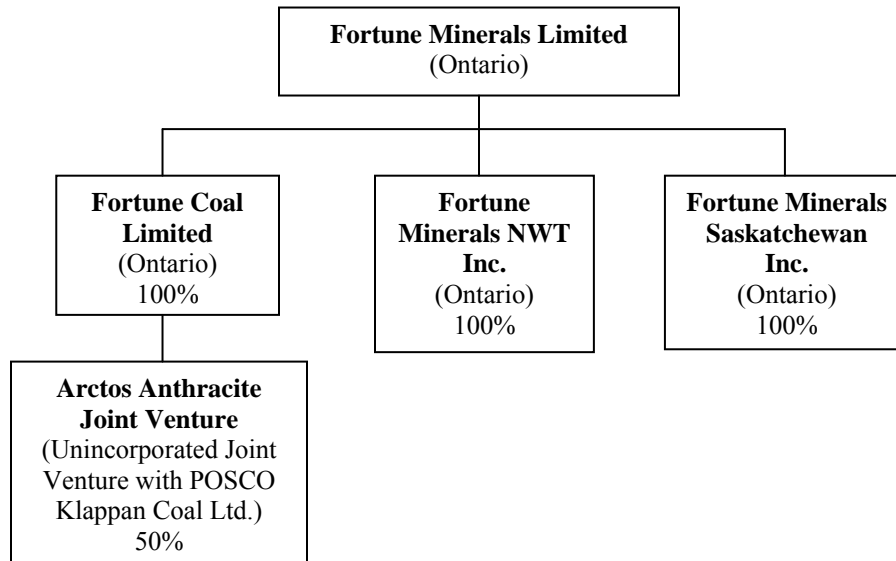 Fortune Minerals Limited
(Ontario)
Fortune Coal
Limited
(Ontario)
100%
Fortune
Minerals NWT
Inc.
(Ontario)
100%
Fortune Minerals
Saskatchewan
Inc.
(Ontario)
100%
Arctos Anthracite
Joint Venture
(Unincorporated Joint
Venture with POSCO
Klappan Coal Ltd.)
50%